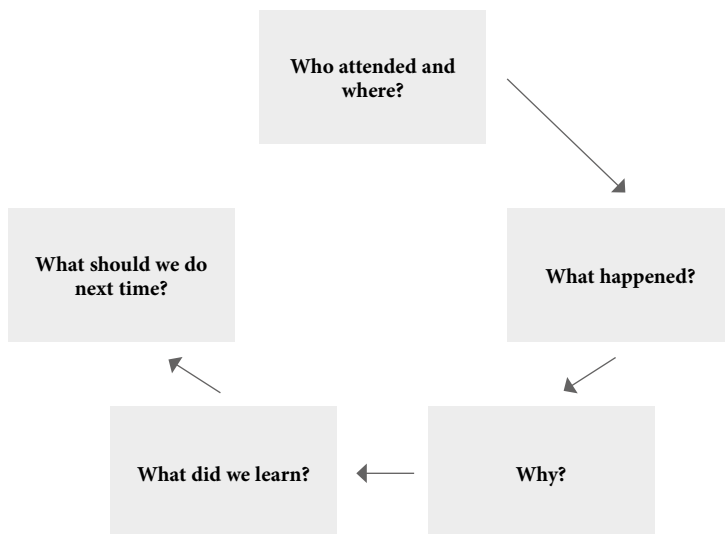 Who attended and
where?
What happened?
Why?
What did we learn?
What should we do
next time?